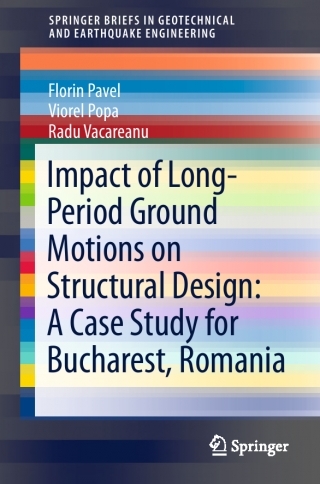 SPRINGER BRIEFS IN GEOTECHNICAL
AND EARTHQUAKE ENGINEERING
Florin Pavel
Viorel Popa
Radu Vacareanu
Impact of Long-
Period Ground
Motions on
Structural Design:
A Case Study for
Bucharest, Romania
Springer